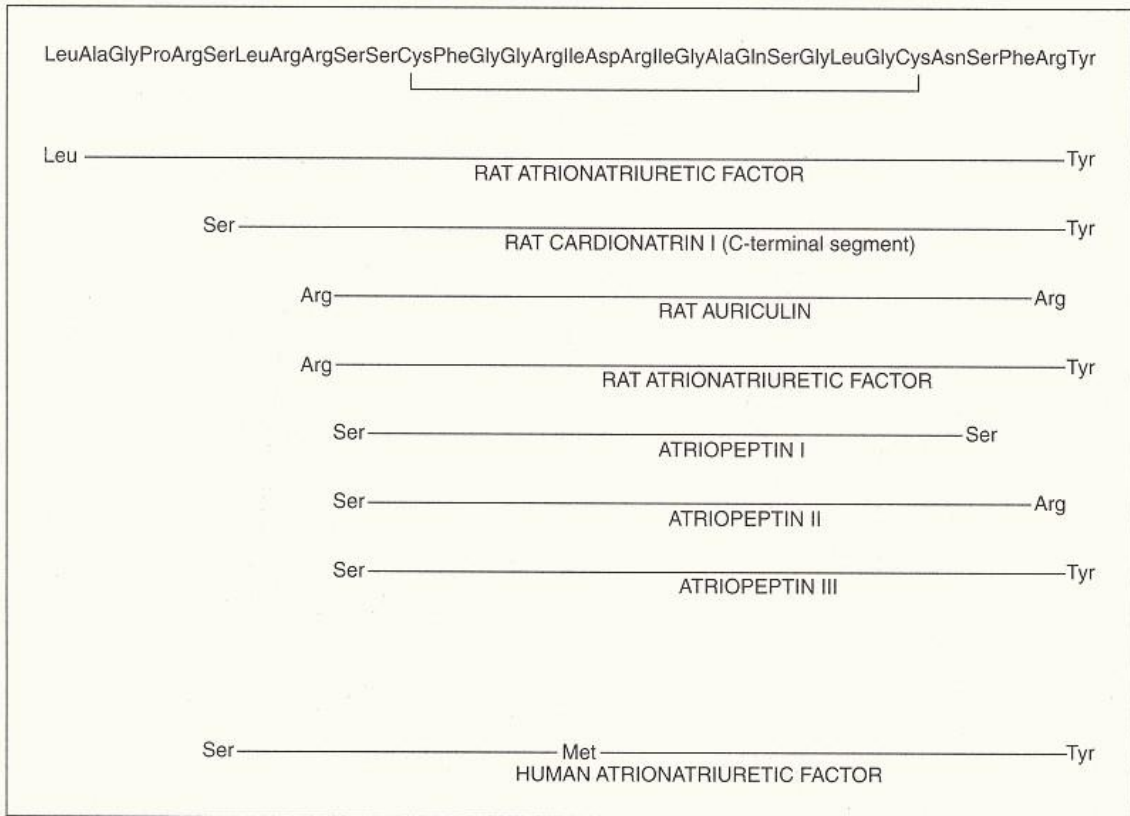 LeuAlaGlyProArgSerLeuArgArgSerSerCysPheGlyGlyArgIleAspArgIleGlyAlaGlnSerGlyLeuGlyCysAsnSerPheArgTyr
Leu Tyr
RAT ATRIONATRIURETIC FACTOR
Ser Tyr
RAT CARDIONATRIN I (C-terminal segment)
Arg Arg
RAT AURICULIN
Arg Tyr
RAT ATRIONATRIURETIC FACTOR
Ser Ser
ATRIOPEPTIN I
Ser Arg
ATRIOPEPTIN II
Ser Tyr
ATRIOPEPTIN III
Ser Met Tyr
HUMAN ATRIONATRIURETIC FACTOR